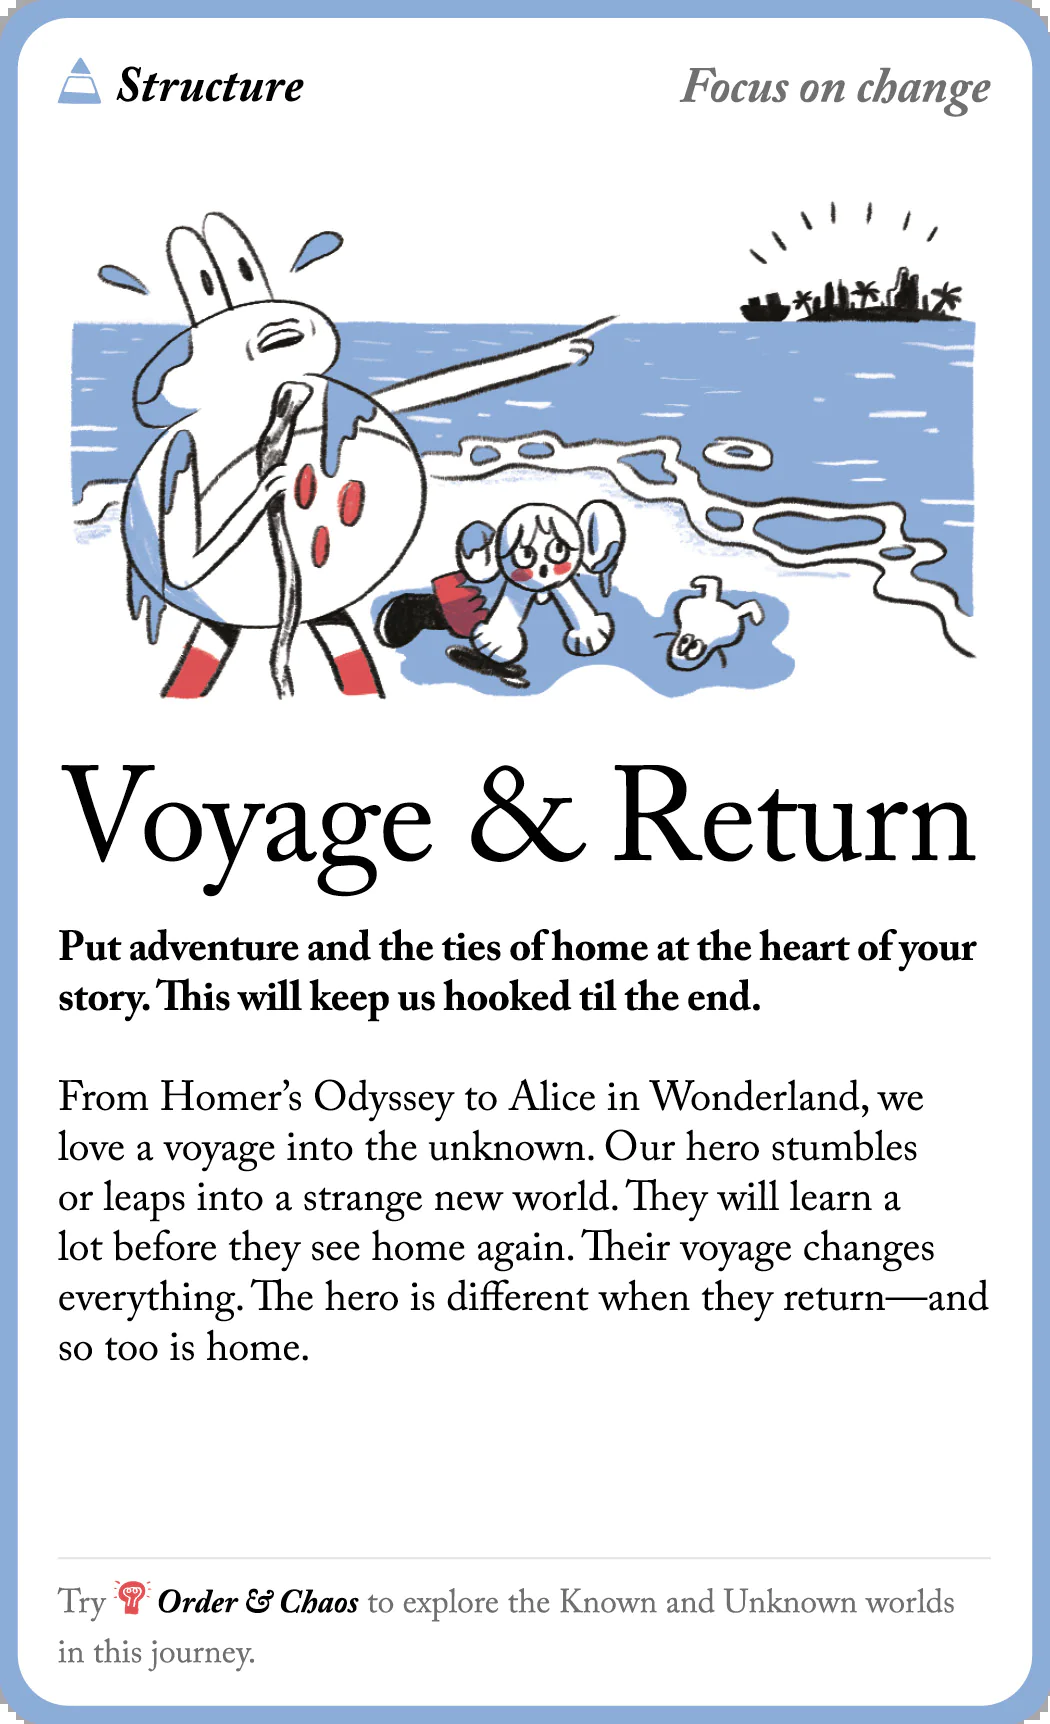 Structure
Focus on change
Voyage & Return
Put adventure and the ties of home at the heart of your
story. This will keep us hooked til the end.
From Homer’s Odyssey to Alice in Wonderland, we
love a voyage into the unknown. Our hero stumbles
or leaps into a strange new world. They will learn a
lot before they see home again. Their voyage changes
everything. The hero is different when they return—and
so too is home.
Try Order & Chaos to explore the Known and Unknown worlds
in this journey.